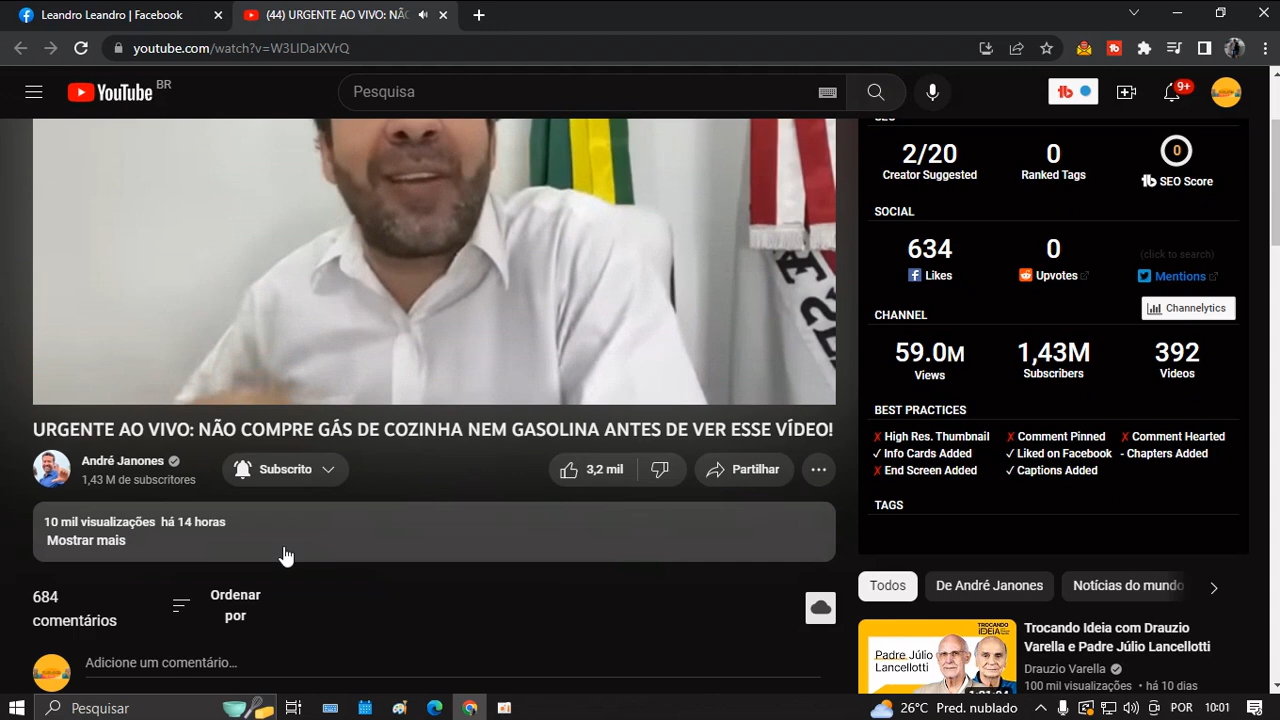 Leandro Leandro | Facebook
(44) URGENTE AO VIVO: NÃO
youtube.com/watch?v=W3LIDalXVrQ
YouTube BR
Pesquisa
9+
2/20
Creator Suggested
0
Ranked Tags
0
SEO Score
SOCIAL
634
Likes
0
Upvotes
(click to search)
Mentions
CHANNEL
Channelytics
59.0M
Views
1,43M
Subscribers
392
Videos
BEST PRACTICES
✗ High Res. Thumbnail
✗ Comment Pinned
✗ Comment Hearted
✓ Info Cards Added
✓ Liked on Facebook
- Chapters Added
✗ End Screen Added
✓ Captions Added
TAGS
URGENTE AO VIVO: NÃO COMPRE GÁS DE COZINHA NEM GASOLINA ANTES DE VER ESSE VÍDEO!
André Janones
1,43 M de subscritores
Subscrito
3,2 mil
Partilhar
10 mil visualizações há 14 horas
Mostrar mais
684
comentários
Ordenar
por
Adicione um comentário...
Todos
De André Janones
Notícias do mundo
TROCANDO
IDEIA
Padre Júlio
Lancellotti
Trocando Ideia com Drauzio
Varella e Padre Júlio Lancellotti
Drauzio Varella
100 mil visualizações • há 10 dias
Pesquisar
26°C Pred. nublado
POR
10:01